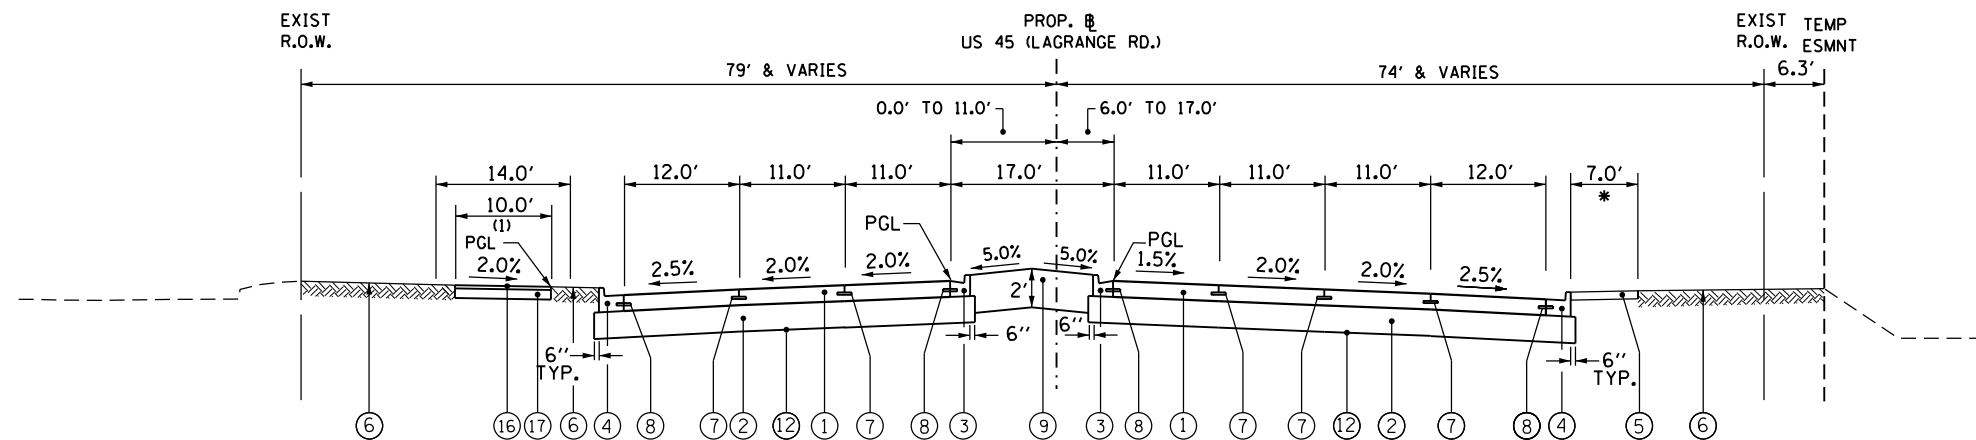 EXIST
R.O.W.
PROP. ℄
US 45 (LAGRANGE RD.)
EXIST
R.O.W.
TEMP
ESMNT
79' & VARIES
74' & VARIES
6.3'
0.0' TO 11.0'
6.0' TO 17.0'
14.0'
12.0'
11.0'
11.0'
17.0'
11.0'
11.0'
11.0'
12.0'
7.0'
*
10.0'
(1)
PGL
PGL
PGL
2.0%
2.5%
2.0%
2.0%
5.0%
5.0%
1.5%
2.0%
2.0%
2.5%
2'
6''
TYP.
6''
6''
6''
TYP.
6 16 17 6 4 8 7 2 12 1 7 8 3 9 3 8 1 7 7 12 2 7 8 4 5 6